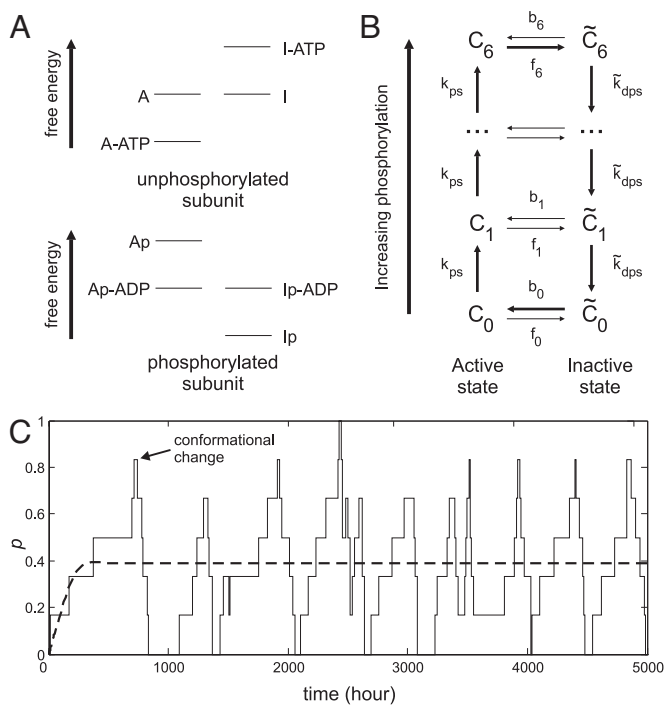 A
free energy
I-ATP
A
I
A-ATP
unphosphorylated
subunit
free energy
Ap
Ap-ADP
Ip-ADP
Ip
phosphorylated
subunit
B
Increasing phosphorylation
C₆
b₆
f₆
C̃₆
kₚₛ
k̃dps
...
...
kₚₛ
k̃dps
C₁
b₁
f₁
C̃₁
kₚₛ
k̃dps
C₀
b₀
f₀
C̃₀
Active
state
Inactive
state
C
p
1
0.8
0.6
0.4
0.2
0
conformational
change
0
1000
2000
3000
4000
5000
time (hour)